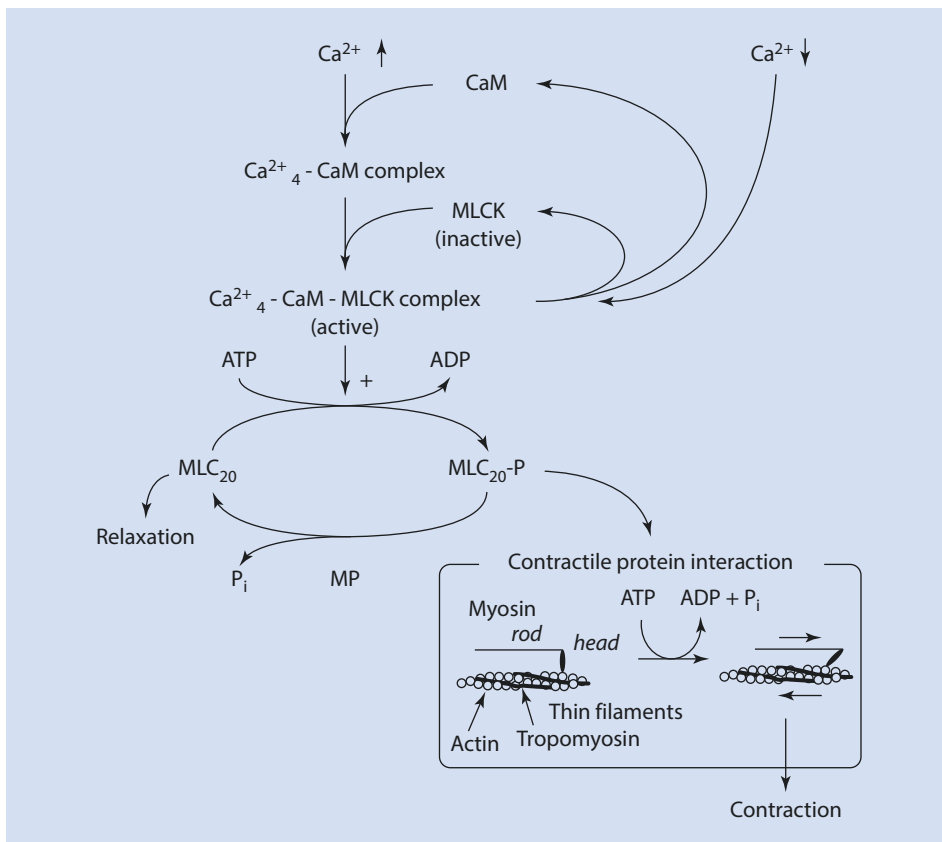 Ca²⁺ Ca²⁺
CaM
Ca²⁺ ₄ - CaM complex
MLCK
(inactive)
Ca²⁺ ₄ - CaM - MLCK complex
(active)
ATP ADP
+
MLC₂₀ MLC₂₀-P
Relaxation
Pᵢ MP
Contractile protein interaction
ATP ADP + Pᵢ
Myosin
rod head
Thin filaments
Actin Tropomyosin
Contraction